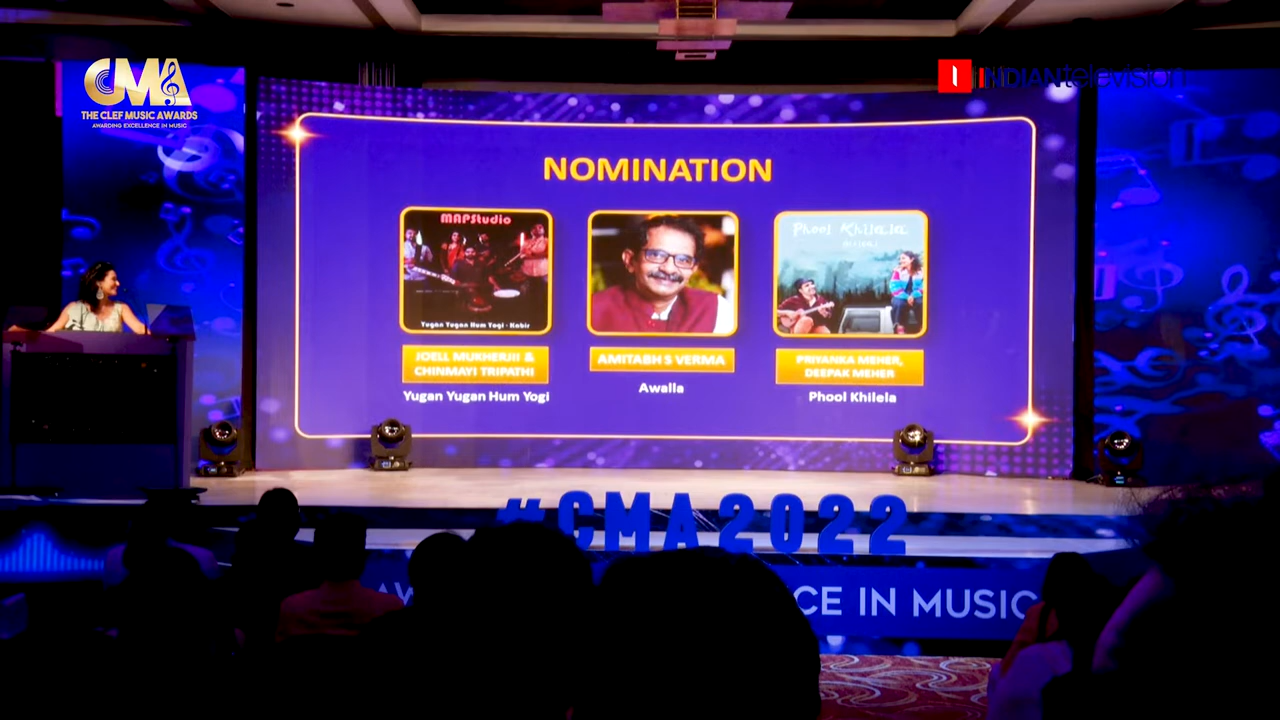 CMA
THE CLEF MUSIC AWARDS
AWARDING EXCELLENCE IN MUSIC
INDIANtelevision
NOMINATION
MAPStudio
Yugan Yugan Hum Yogi - Kabir
Phool Khilala
JOELL MUKHERJII &
CHINMAYI TRIPATHI
Yugan Yugan Hum Yogi
AMITABH S VERMA
Awalla
PRIYANKA MEHER,
DEEPAK MEHER
Phool Khilela
#CMA2022
CE IN MUSIC